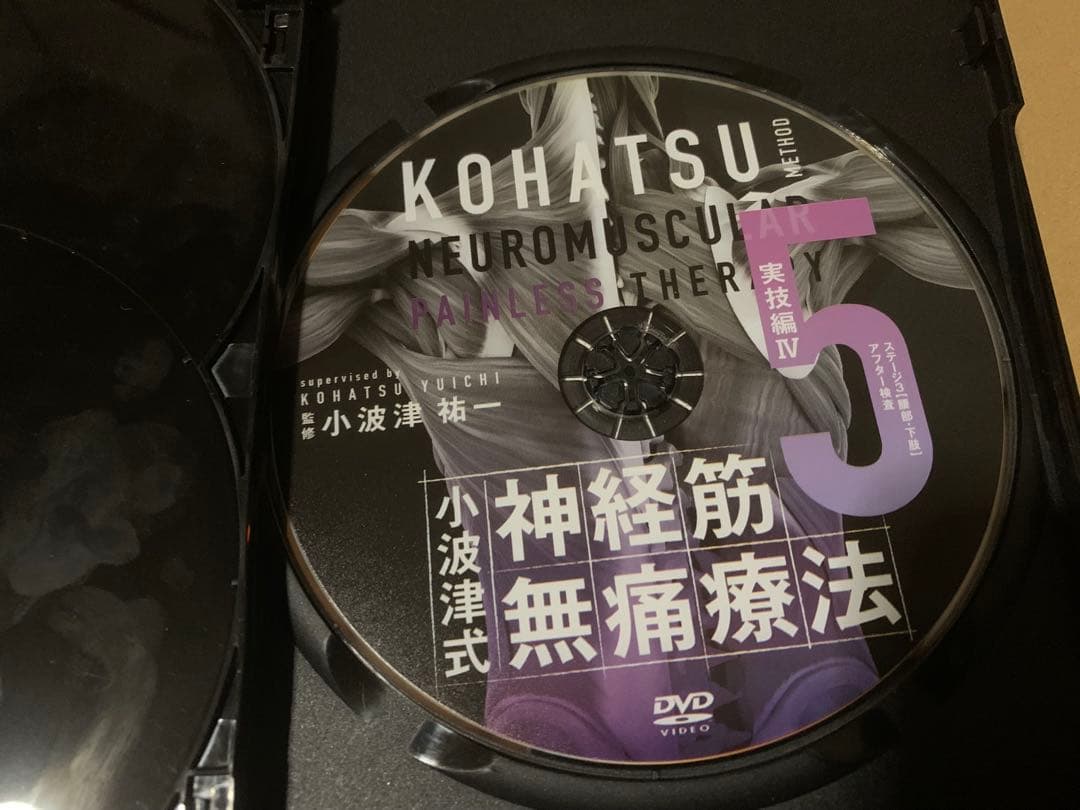 KOHATSU
METHOD
NEUROMUSCULAR
PAINLESS THERAPY
5
実技編Ⅳ
ステージ3【腰部・下肢】
アフター検査
supervised by
KOHATSU YUICHI
監修 小波津 祐一
小波津式
神経筋
無痛療法
DVD
VIDEO